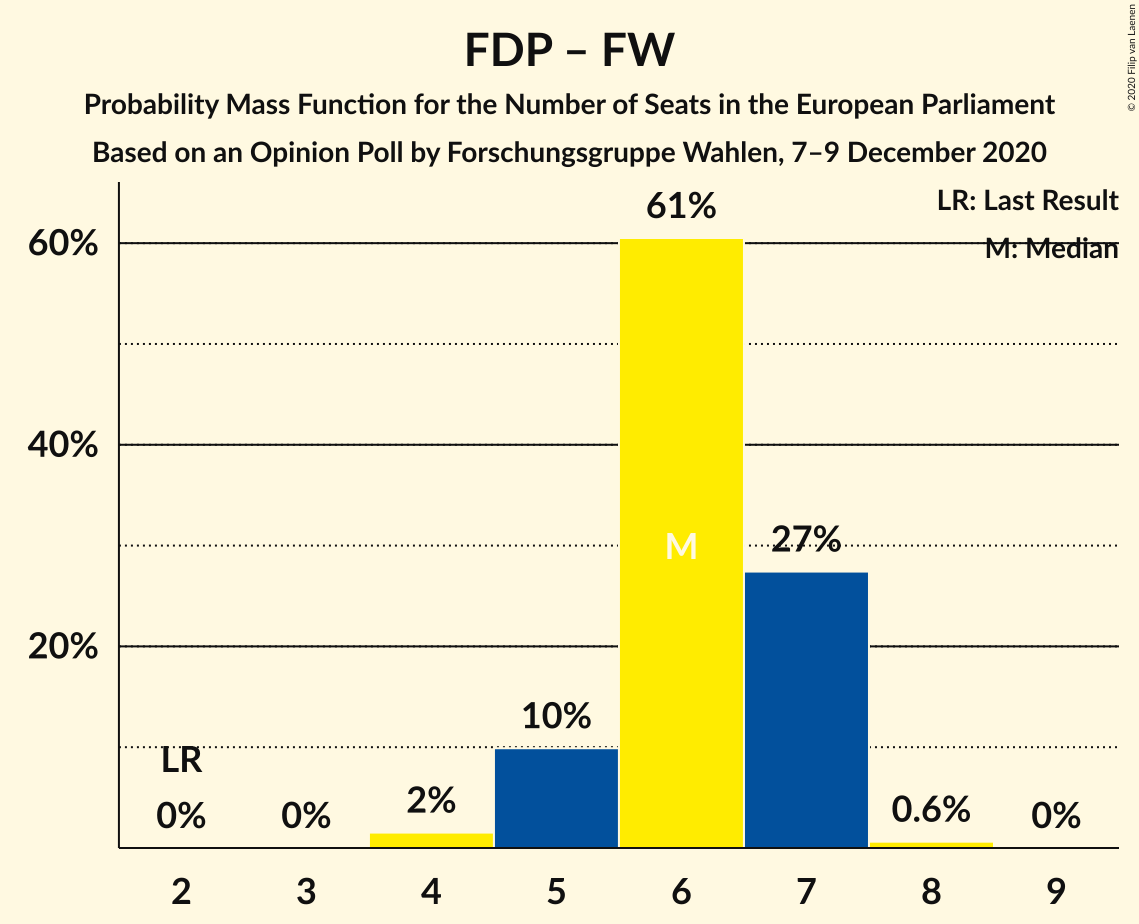 FDP – FW
Probability Mass Function for the Number of Seats in the European Parliament
Based on an Opinion Poll by Forschungsgruppe Wahlen, 7–9 December 2020
© 2020 Filip van Laenen
LR: Last Result
M: Median
61%
60%
40%
27%
M
20%
10%
LR
0%
0%
2%
0.6%
0%
2 3 4 5 6 7 8 9